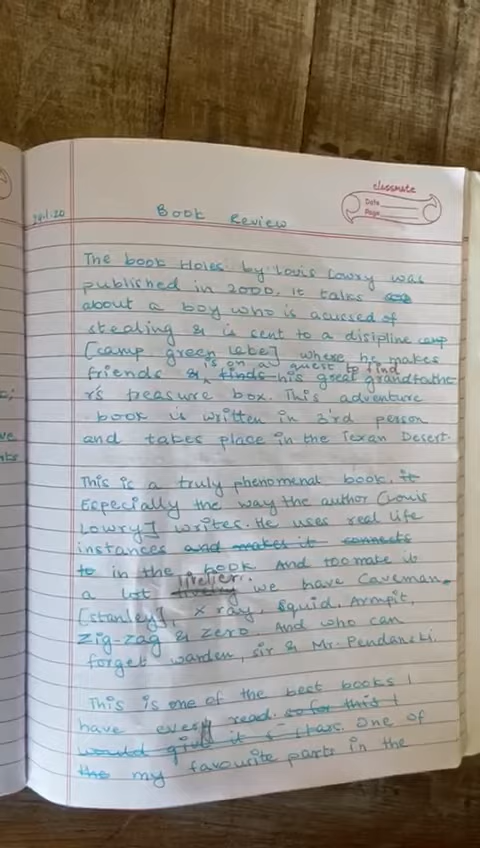 classmate
Date
Page
24.1.20
Book Review
The book Holes by Louis Lowry was
published in 2000. It talks
about a boy who is acussed of
stealing & is sent to a disipline camp
[camp green lake] where he makes
is on a quest to find
friends & finds his great grandfathe
r's treasure box. This adventure
book is written in 3'rd person
and takes place in the Texan Desert.
This is a truly phenomenal book. it
Especially the way the author [Louis
Lowry] writes. He uses real life
instances and makes it connects
to in the book And too make it
livelier.
a lot we have Caveman
[stanley], x ray, Squid, Armpit,
Zig-zag & Zero. And who can
forget warden, sir & Mr. Pendanski.
This is one of the best books I
have ever read. so for this I
would give it 5 stars. One of
the my favourite parts in the